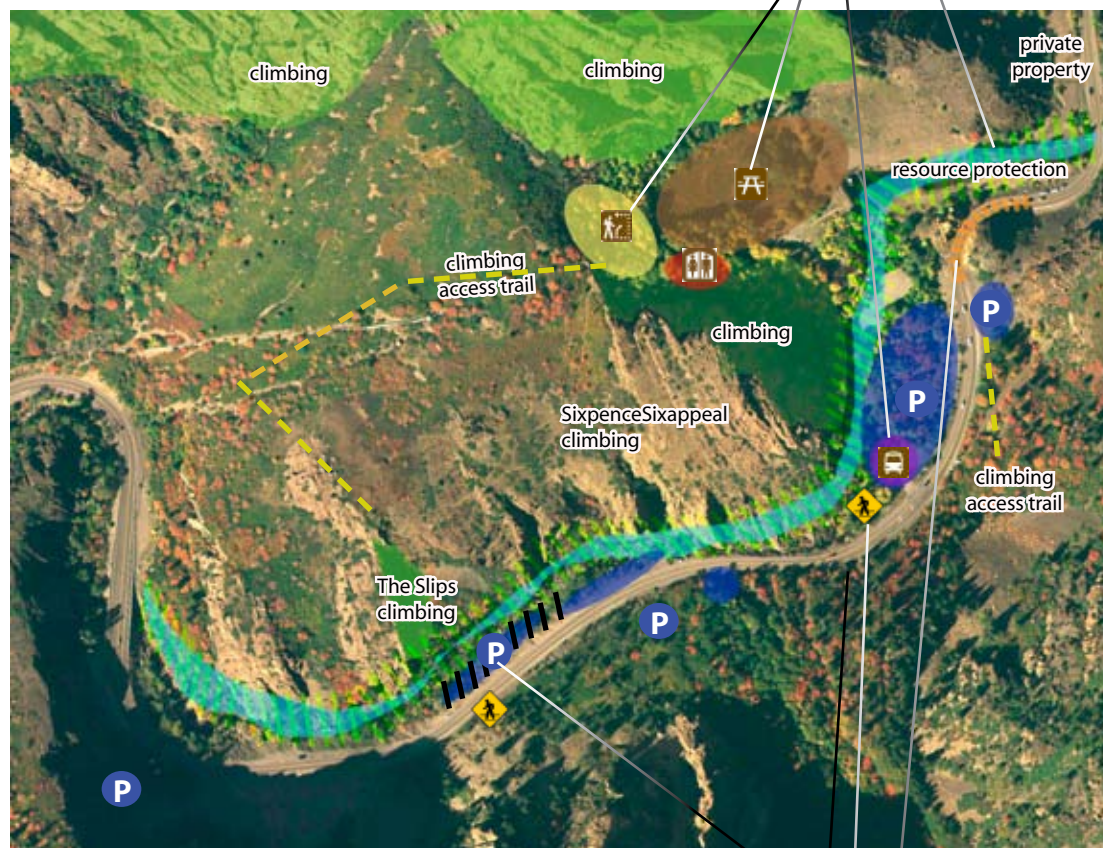 climbing
climbing
private
property
resource protection
climbing
access trail
climbing
P
P
SixpenceSixappeal
climbing
climbing
access trail
The Slips
climbing
P
P
P